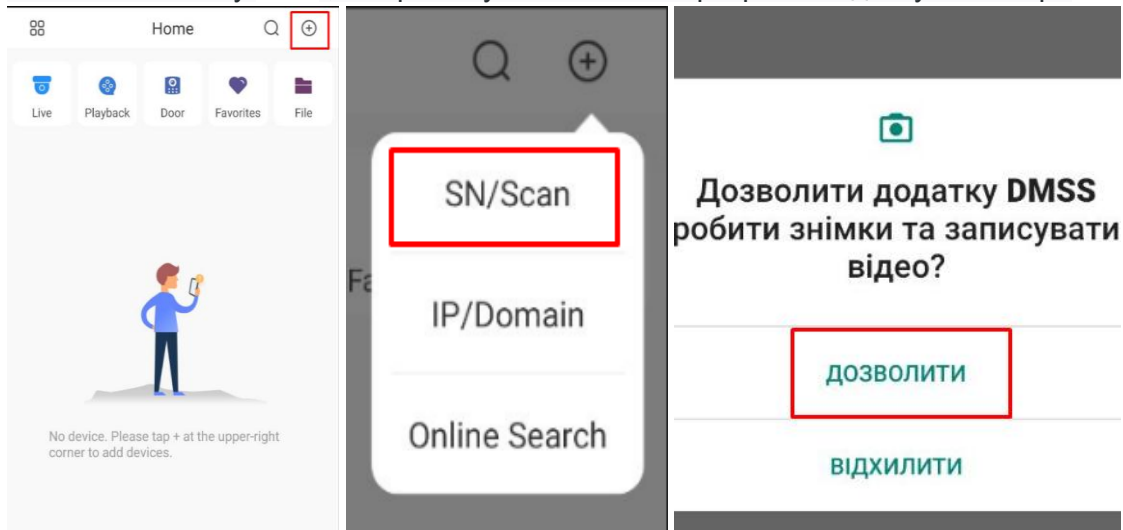 Home
Live
Playback
Door
Favorites
File
No device. Please tap + at the upper-right
corner to add devices.
SN/Scan
Fa
IP/Domain
Online Search
Дозволити додатку DMSS
робити знімки та записувати
відео?
ДОЗВОЛИТИ
ВІДХИЛИТИ